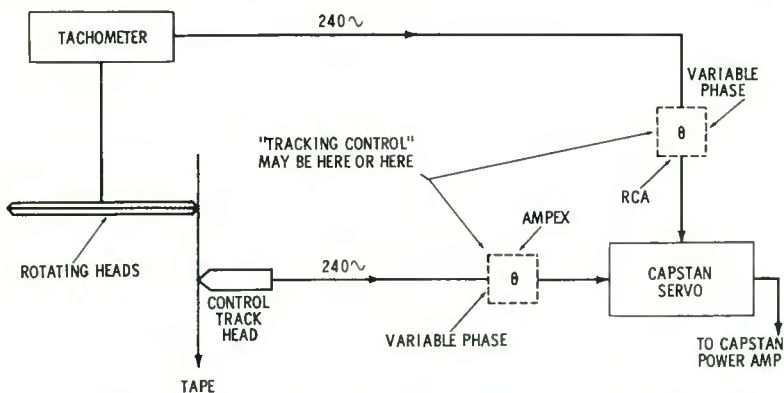 TACHOMETER
240~
VARIABLE
PHASE
θ
"TRACKING CONTROL"
MAY BE HERE OR HERE
RCA
AMPEX
ROTATING HEADS
240~
θ
CAPSTAN
SERVO
CONTROL
TRACK
HEAD
VARIABLE PHASE
TO CAPSTAN
POWER AMP
TAPE